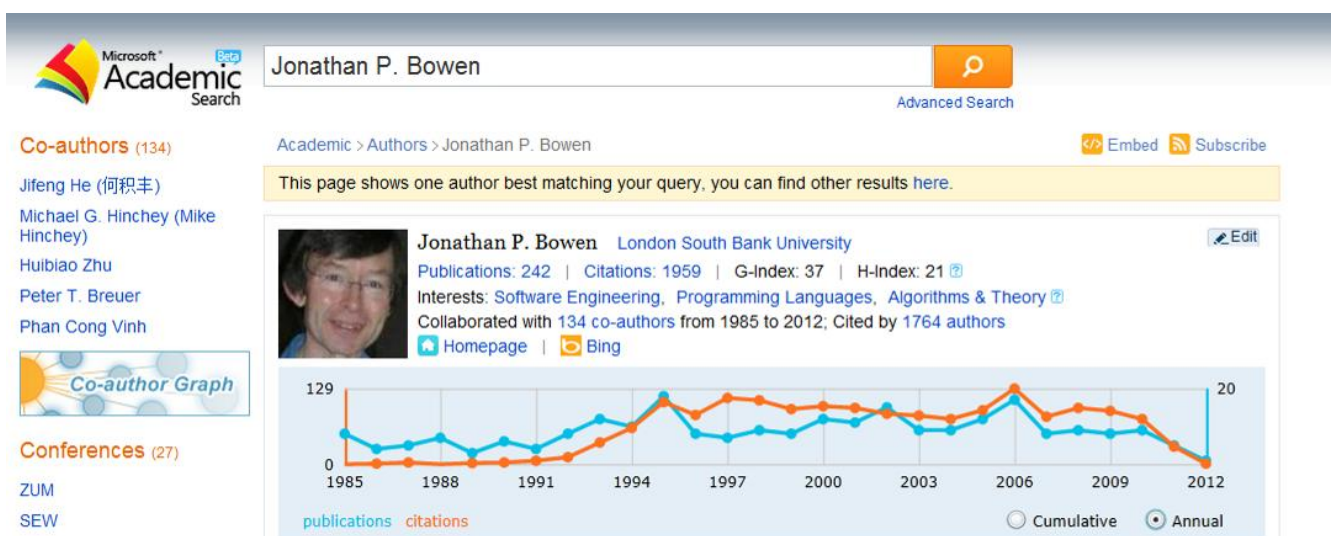 Microsoft® Beta
Academic
Search
Jonathan P. Bowen
Advanced Search
Co-authors (134)
Jifeng He (何积丰)
Michael G. Hinchey (Mike
Hinchey)
Huibiao Zhu
Peter T. Breuer
Phan Cong Vinh
Co-author Graph
Conferences (27)
ZUM
SEW
Academic > Authors > Jonathan P. Bowen
Embed Subscribe
This page shows one author best matching your query, you can find other results here.
Jonathan P. Bowen London South Bank University
Edit
Publications: 242 | Citations: 1959 | G-Index: 37 | H-Index: 21 ?
Interests: Software Engineering, Programming Languages, Algorithms & Theory ?
Collaborated with 134 co-authors from 1985 to 2012; Cited by 1764 authors
Homepage | Bing
129 20
0
1985 1988 1991 1994 1997 2000 2003 2006 2009 2012
publications citations Cumulative Annual